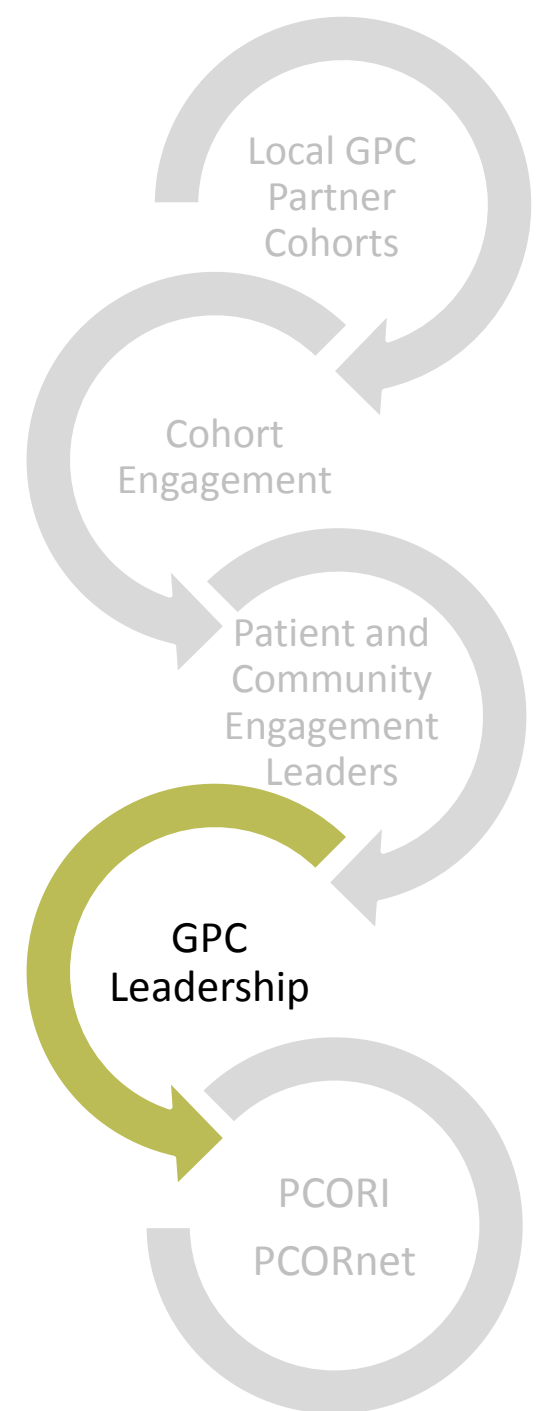 Local GPC
Partner
Cohorts
Cohort
Engagement
Patient and
Community
Engagement
Leaders
GPC
Leadership
PCORI
PCORnet